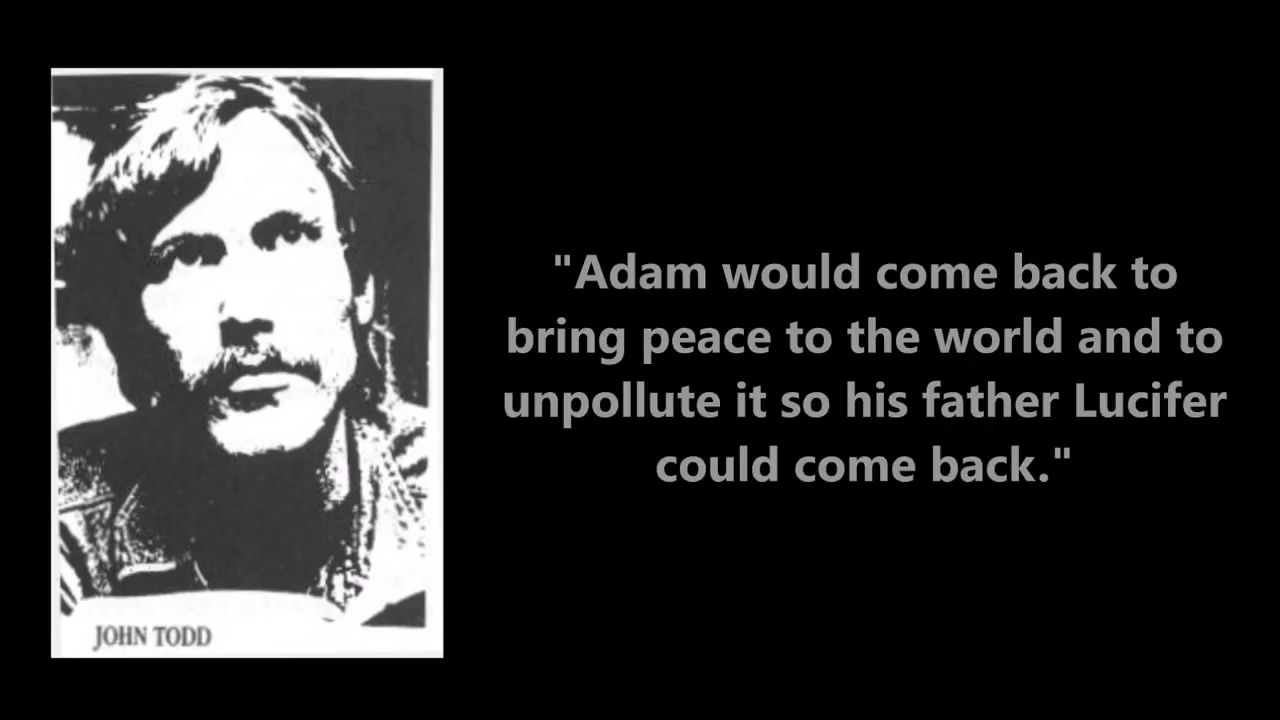 "Adam would come back to
bring peace to the world and to
unpollute it so his father Lucifer
could come back."
JOHN TODD